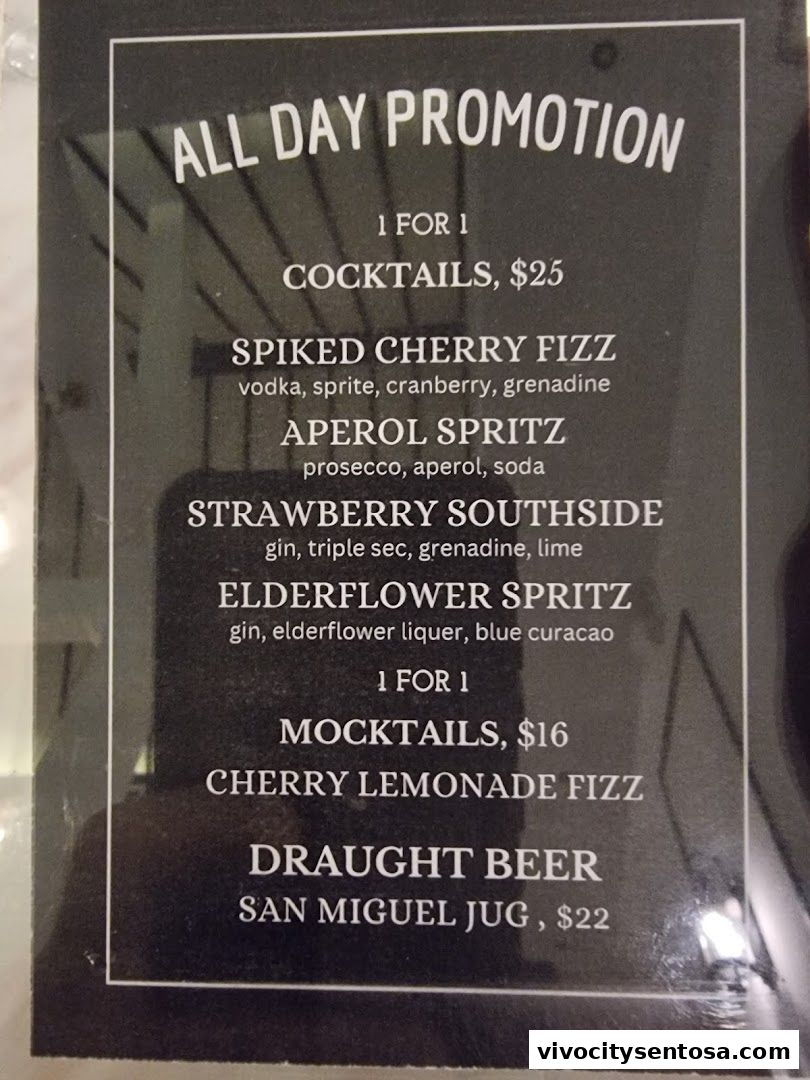 ALL DAY PROMOTION
1 FOR 1
COCKTAILS, $25
SPIKED CHERRY FIZZ
vodka, sprite, cranberry, grenadine
APEROL SPRITZ
prosecco, aperol, soda
STRAWBERRY SOUTHSIDE
gin, triple sec, grenadine, lime
ELDERFLOWER SPRITZ
gin, elderflower liquer, blue curacao
1 FOR 1
MOCKTAILS, $16
CHERRY LEMONADE FIZZ
DRAUGHT BEER
SAN MIGUEL JUG , $22
vivocitysentosa.com